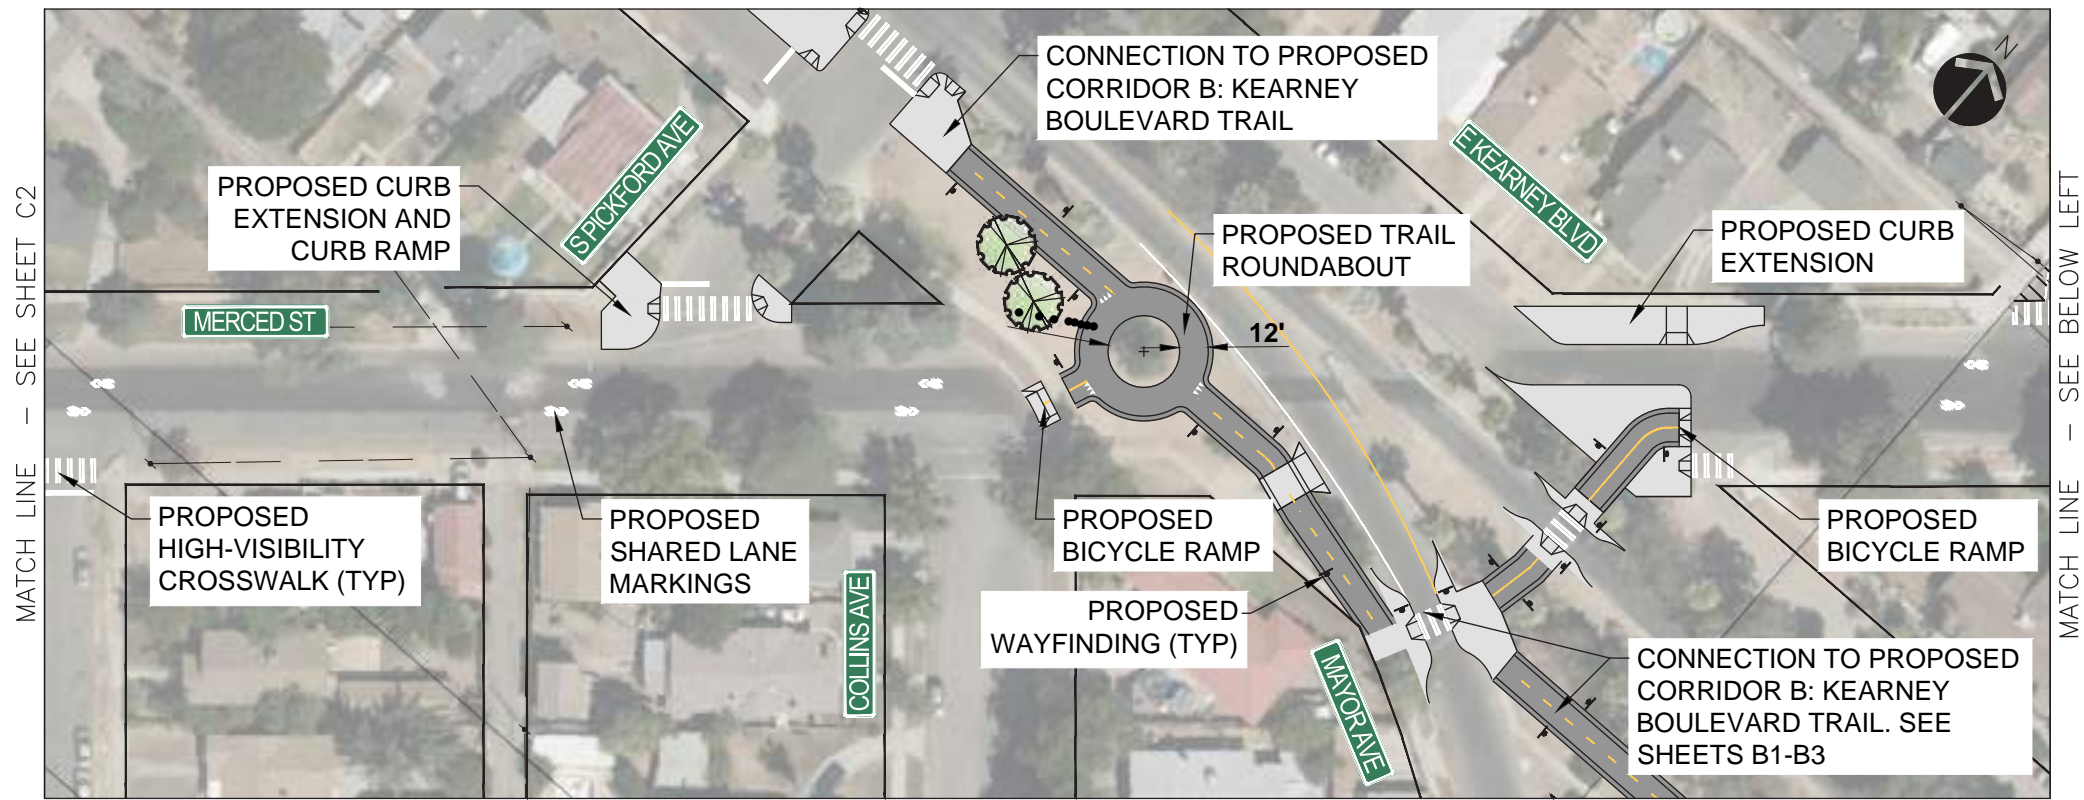 CONNECTION TO PROPOSED
CORRIDOR B: KEARNEY
BOULEVARD TRAIL
N
S PICKFORD AVE
E KEARNEY BLVD
PROPOSED CURB
EXTENSION AND
CURB RAMP
PROPOSED TRAIL
ROUNDABOUT
PROPOSED CURB
EXTENSION
MERCED ST
12'
MATCH LINE - SEE SHEET C2
MATCH LINE - SEE BELOW LEFT
PROPOSED
HIGH-VISIBILITY
CROSSWALK (TYP)
PROPOSED
SHARED LANE
MARKINGS
COLLINS AVE
PROPOSED
BICYCLE RAMP
PROPOSED
BICYCLE RAMP
PROPOSED
WAYFINDING (TYP)
MAYOR AVE
CONNECTION TO PROPOSED
CORRIDOR B: KEARNEY
BOULEVARD TRAIL. SEE
SHEETS B1-B3